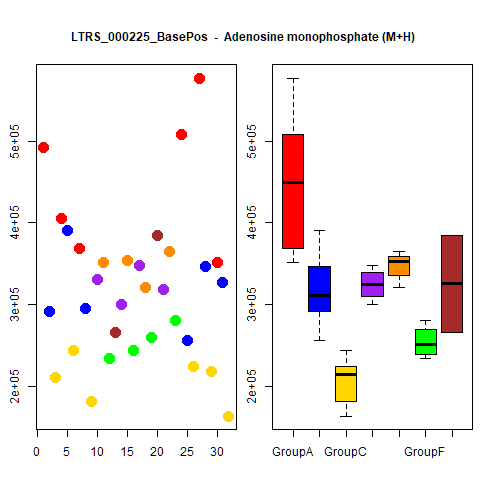 LTRS_000225_BasePos - Adenosine monophosphate (M+H)
5e+05
4e+05
3e+05
2e+05
0 5 10 15 20 25 30
5e+05
4e+05
3e+05
2e+05
GroupA GroupC GroupF